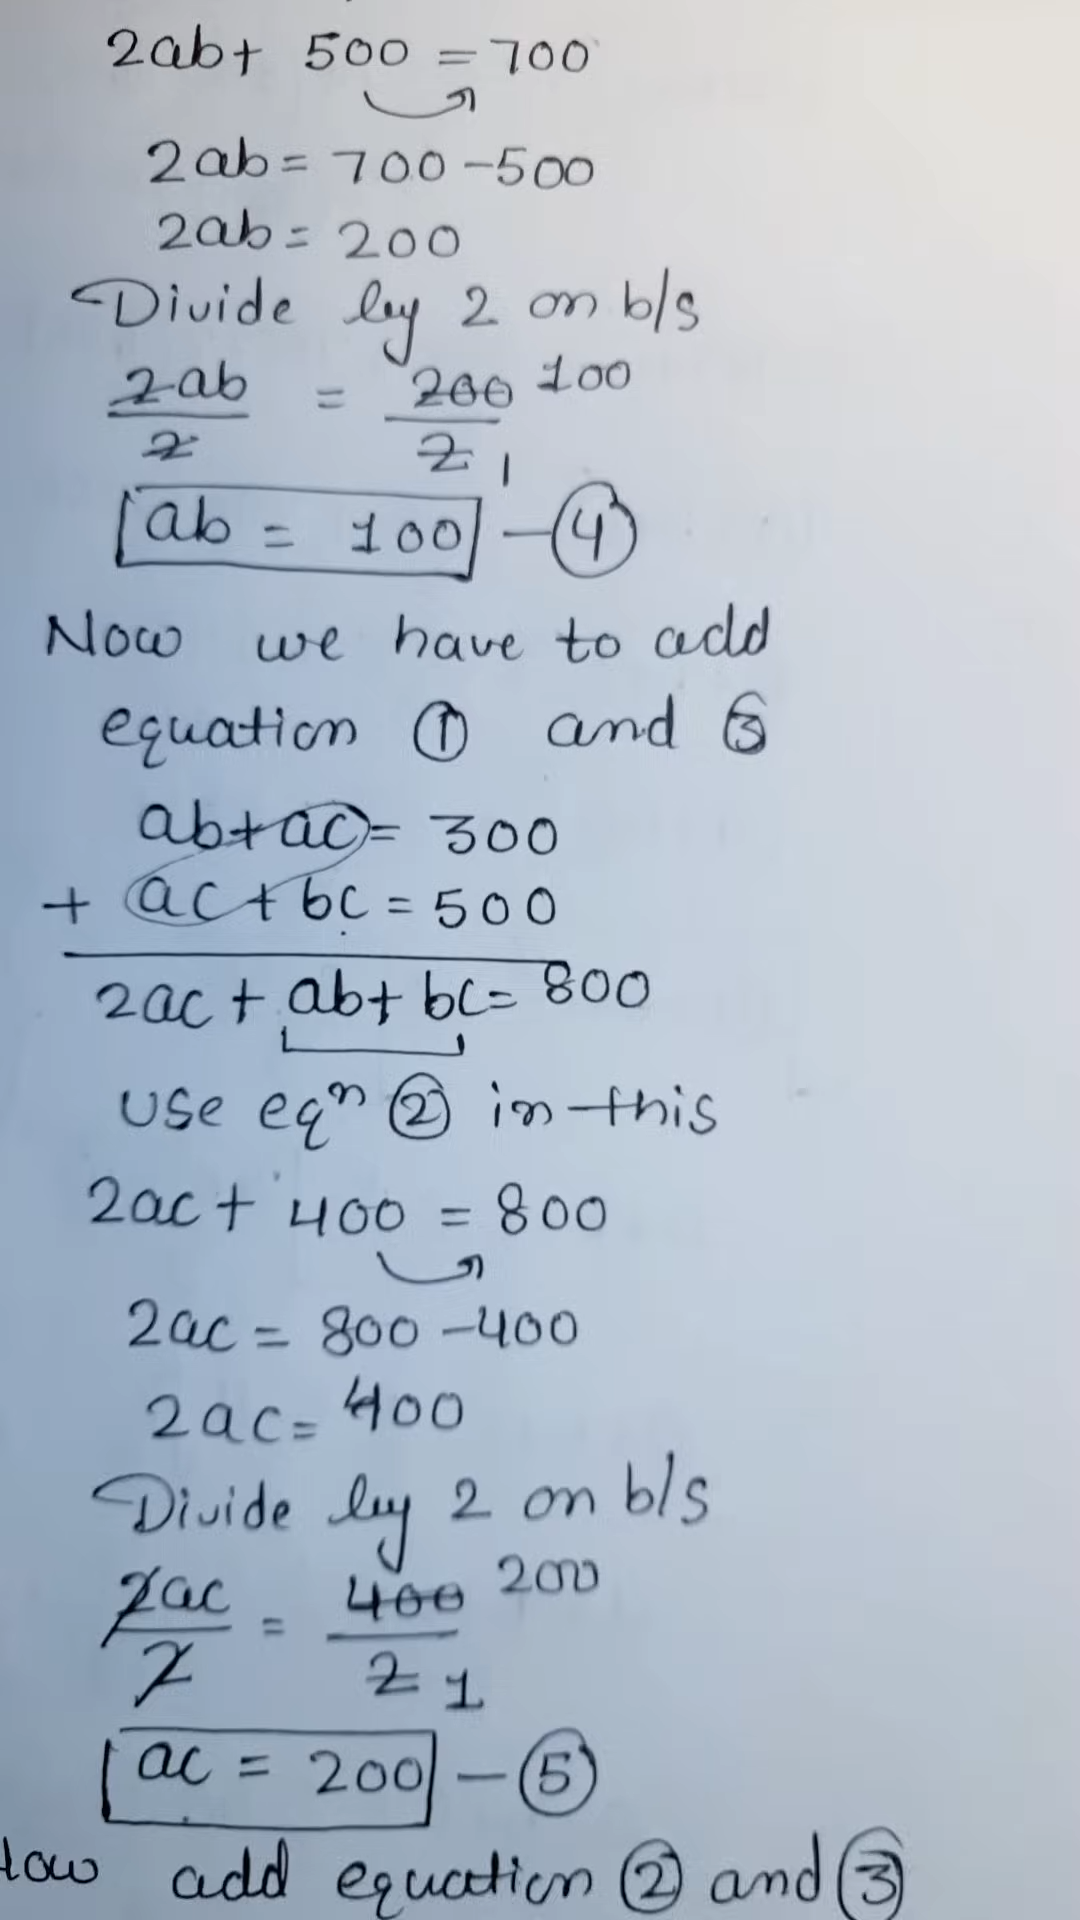 2ab + 500 = 700
2ab = 700 - 500
2ab = 200
Divide by 2 on b/s
2ab/2 = 200/2 100 1
ab = 100 - ④
Now we have to add
equation ① and ③
ab + ac = 300
+ ac + bc = 500
2ac + ab + bc = 800
use eqⁿ ② in this
2ac + 400 = 800
2ac = 800 - 400
2ac = 400
Divide by 2 on b/s
2ac/2 = 400/2 200 1
ac = 200 - ⑤
add equation ② and ③